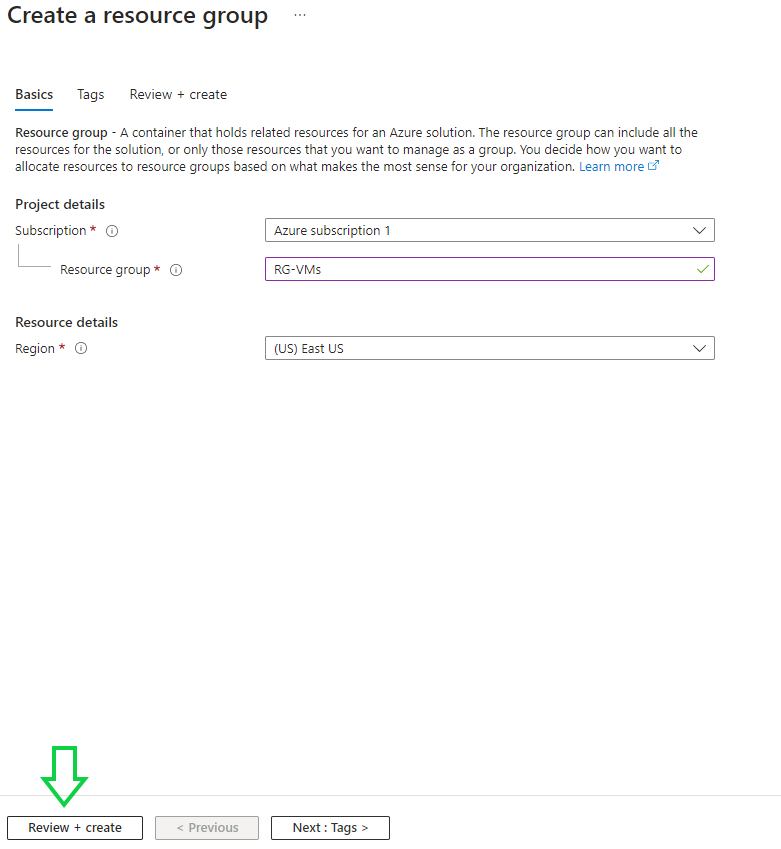 Create a resource group ...
Basics Tags Review + create
Resource group - A container that holds related resources for an Azure solution. The resource group can include all the
resources for the solution, or only those resources that you want to manage as a group. You decide how you want to
allocate resources to resource groups based on what makes the most sense for your organization. Learn more
Project details
Subscription * Azure subscription 1
Resource group * RG-VMs
Resource details
Region * (US) East US
Review + create < Previous Next : Tags >